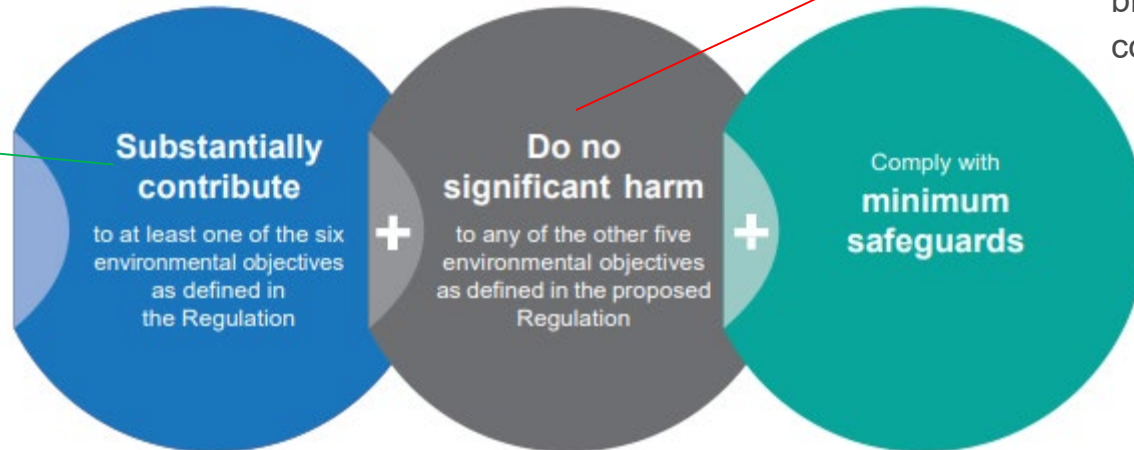 Substantially
contribute
to at least one of the six
environmental objectives
as defined in
the Regulation
+
Do no
significant harm
to any of the other five
environmental objectives
as defined in the proposed
Regulation
+
Comply with
minimum
safeguards